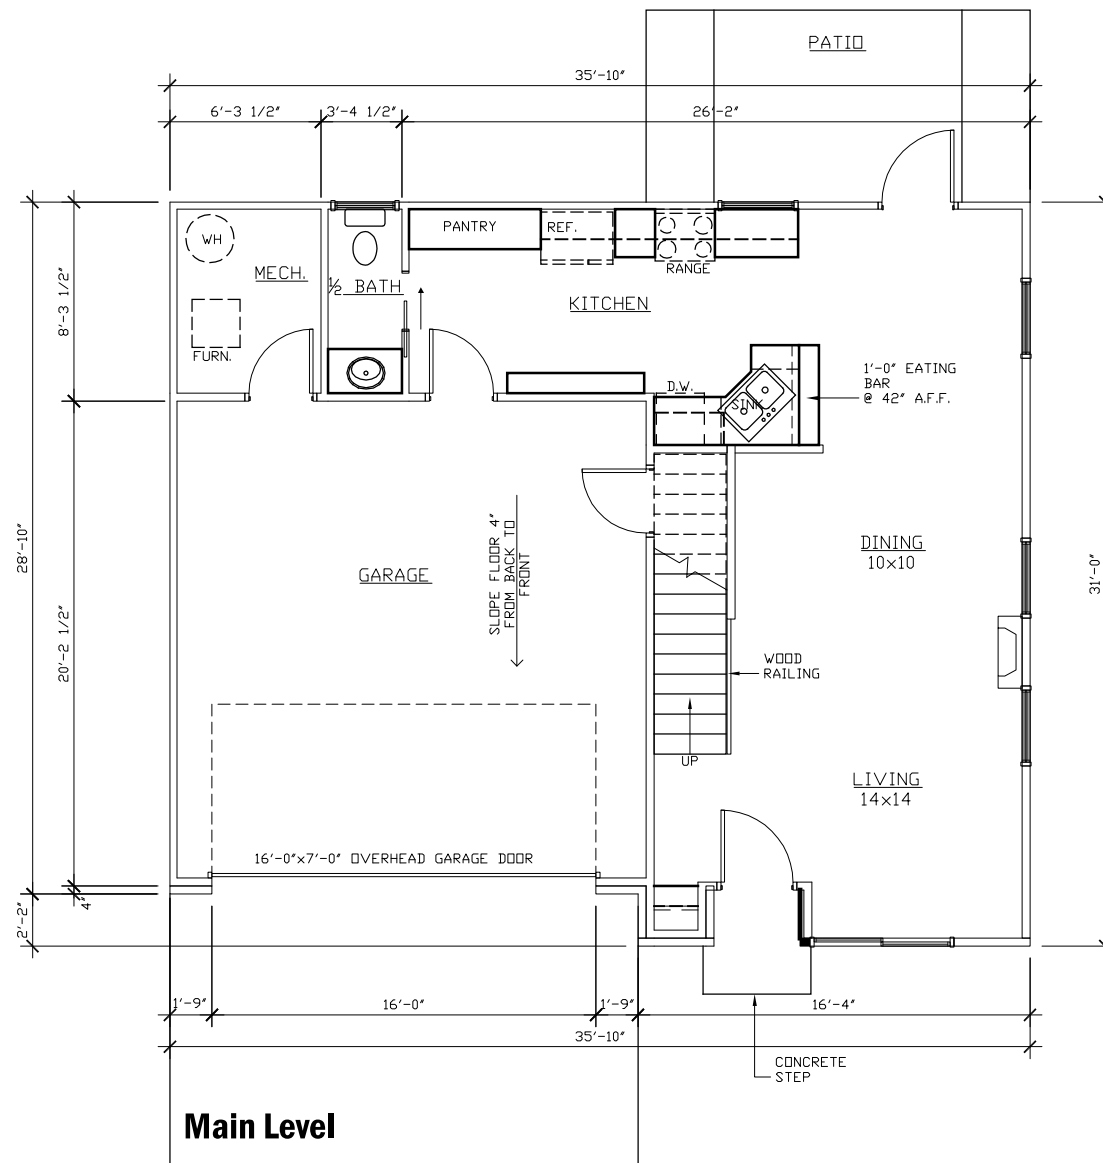 PATIO
35'-10"
6'-3 1/2"
3'-4 1/2"
26'-2"
PANTRY
REF.
WH
RANGE
MECH.
½ BATH
KITCHEN
8'-3 1/2"
FURN.
1'-0" EATING
BAR
@ 42" A.F.F.
D.W.
SINK
28'-10"
SLOPE FLOOR 4"
FROM BACK TO
FRONT
DINING
10x10
31'-0"
GARAGE
20'-2 1/2"
WOOD
RAILING
UP
LIVING
14x14
16'-0"x7'-0" OVERHEAD GARAGE DOOR
4"
2'-2"
1'-9"
16'-0"
1'-9"
16'-4"
35'-10"
CONCRETE
STEP
Main Level